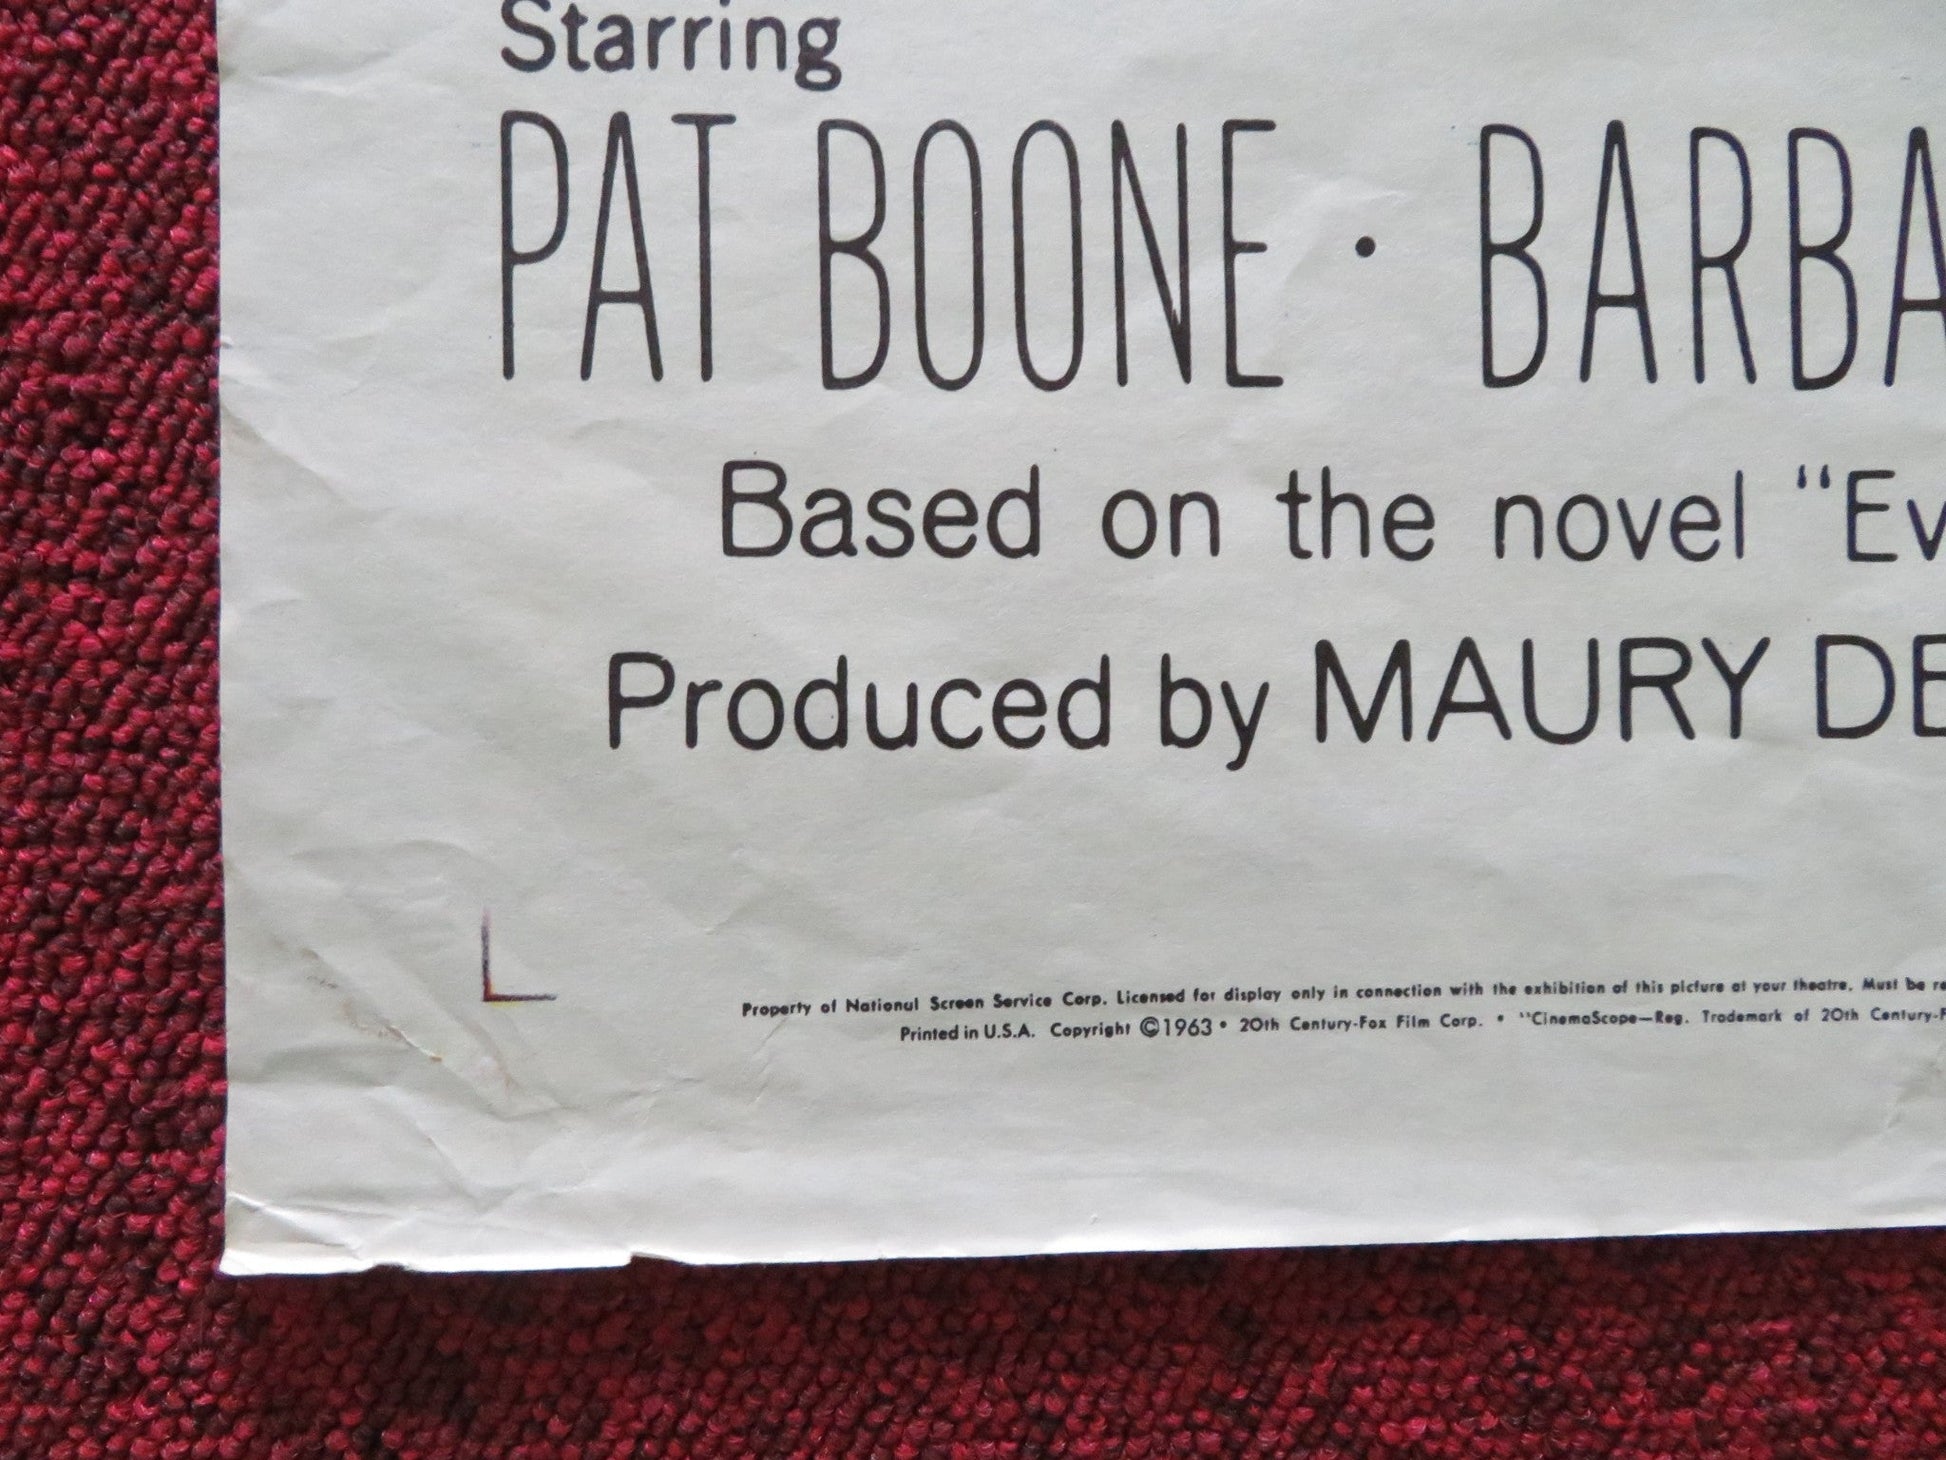 Starring
PAT BOONE · BARBA
Based on the novel "Ev
Produced by MAURY DE
Property of National Screen Service Corp. Licensed for display only in connection with the exhibition of this picture at your theatre. Must be re
Printed in U.S.A. Copyright ©1963 • 20th Century-Fox Film Corp. • "CinemaScope—Reg. Trademark of 20th Century-F